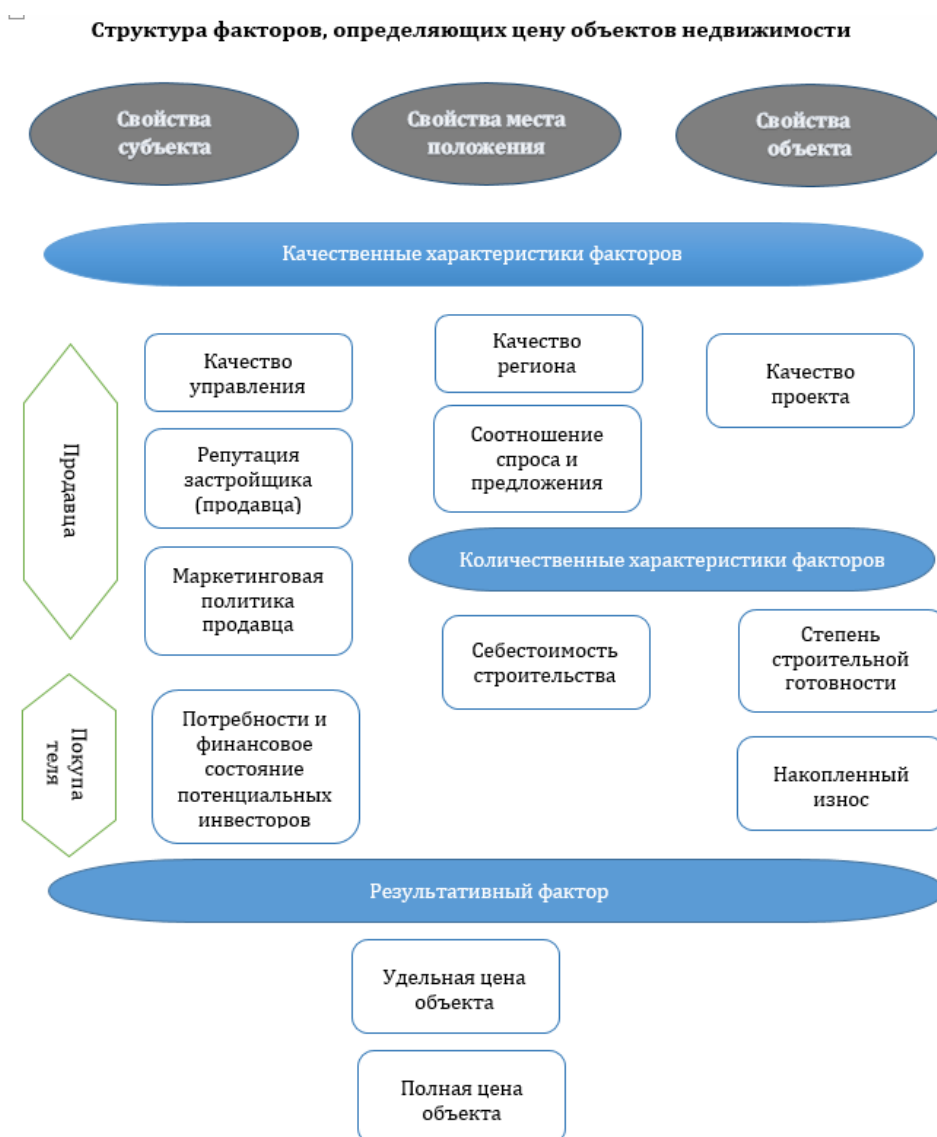 Структура факторов, определяющих цену объектов недвижимости
Свойства
субъекта
Свойства места
положения
Свойства
объекта
Качественные характеристики факторов
Продавца
Качество
управления
Репутация
застройщика
(продавца)
Маркетинговая
политика
продавца
Качество
региона
Соотношение
спроса и
предложения
Качество
проекта
Количественные характеристики факторов
Себестоимость
строительства
Степень
строительной
готовности
Накопленный
износ
Покупа
теля
Потребности и
финансовое
состояние
потенциальных
инвесторов
Результативный фактор
Удельная цена
объекта
Полная цена
объекта